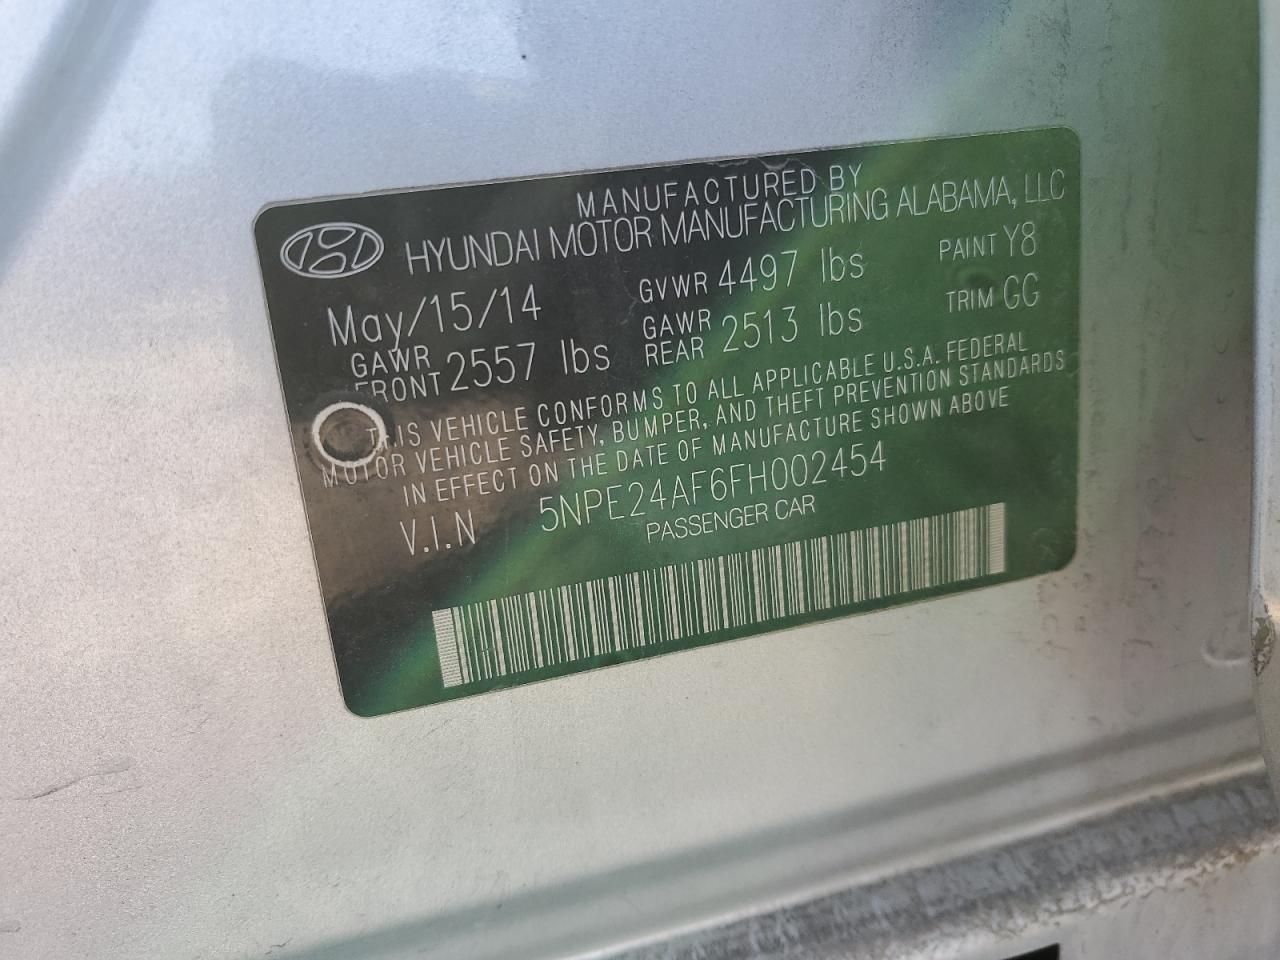 MANUFACTURED BY
HYUNDAI MOTOR MANUFACTURING ALABAMA, LLC
May/15/14 GVWR 4497 lbs PAINT Y8
GAWR FRONT 2557 lbs GAWR REAR 2513 lbs TRIM GG
THIS VEHICLE CONFORMS TO ALL APPLICABLE U.S.A. FEDERAL
MOTOR VEHICLE SAFETY, BUMPER, AND THEFT PREVENTION STANDARDS
IN EFFECT ON THE DATE OF MANUFACTURE SHOWN ABOVE
V.I.N 5NPE24AF6FH002454
PASSENGER CAR